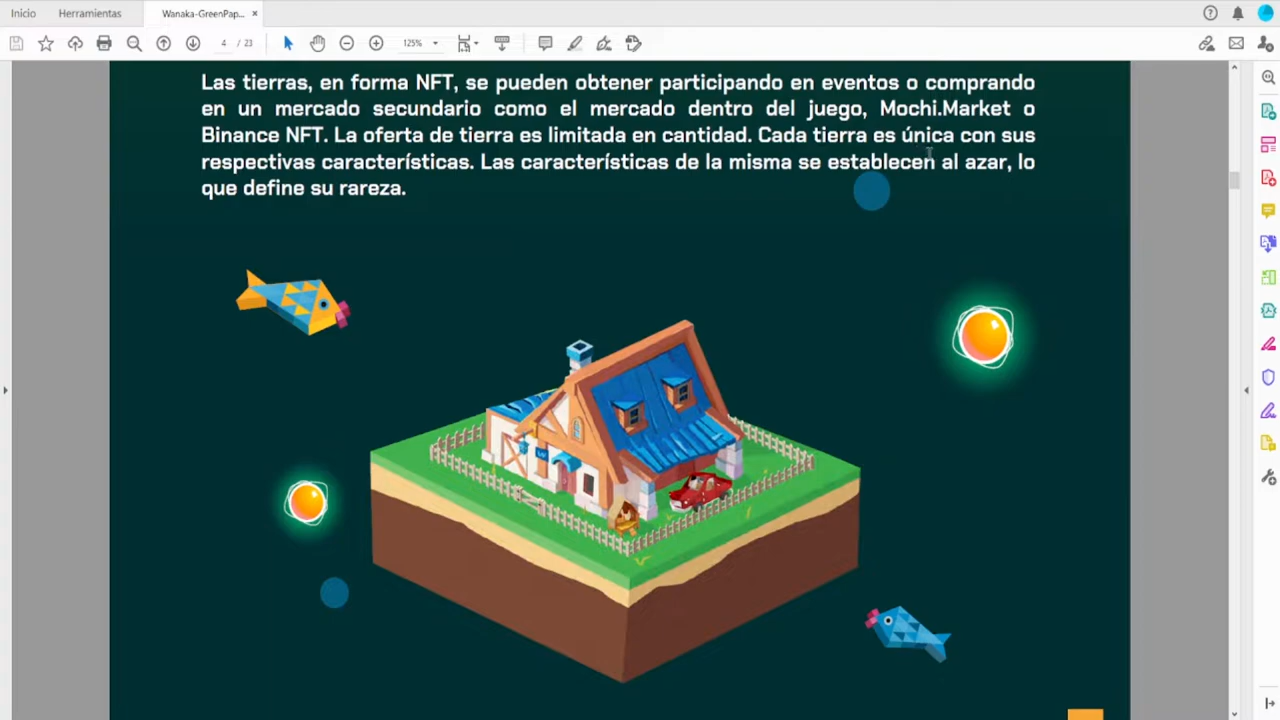 Inicio
Herramientas
Wanaka-GreenPap...
4 / 23
125%
Las tierras, en forma NFT, se pueden obtener participando en eventos o comprando
en un mercado secundario como el mercado dentro del juego, Mochi.Market o
Binance NFT. La oferta de tierra es limitada en cantidad. Cada tierra es única con sus
respectivas características. Las características de la misma se establecen al azar, lo
que define su rareza.